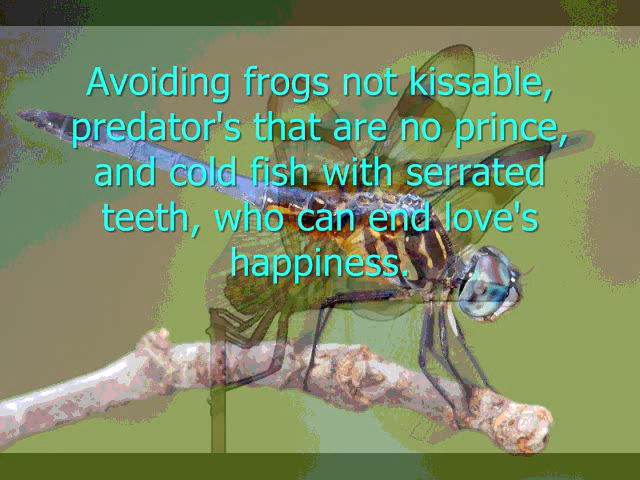 Avoiding frogs not kissable,
predator's that are no prince,
and cold fish with serrated
teeth, who can end love's
happiness.